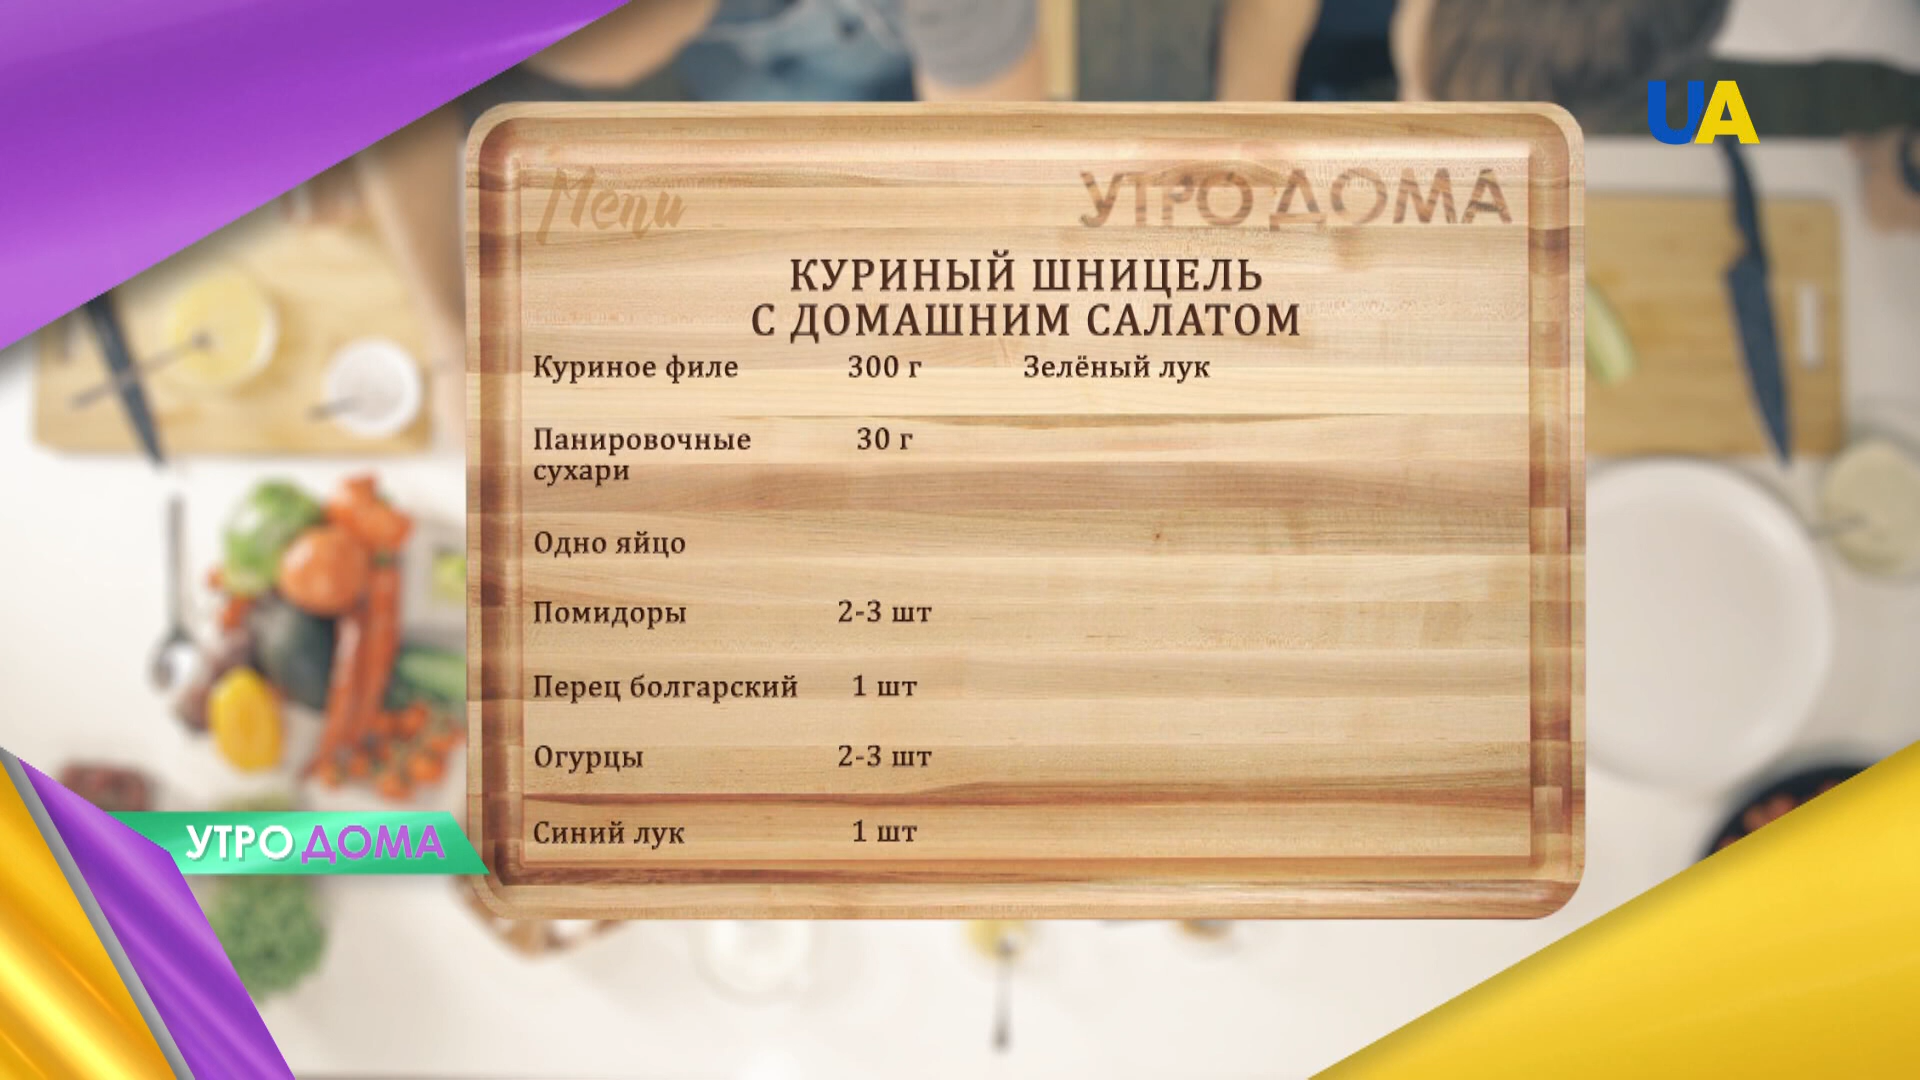 UA
Menu
УТРО ДОМА
КУРИНЫЙ ШНИЦЕЛЬ
С ДОМАШНИМ САЛАТОМ
Куриное филе 300 г Зелёный лук
Панировочные 30 г
сухари
Одно яйцо
Помидоры 2-3 шт
Перец болгарский 1 шт
Огурцы 2-3 шт
Синий лук 1 шт
УТРО ДОМА